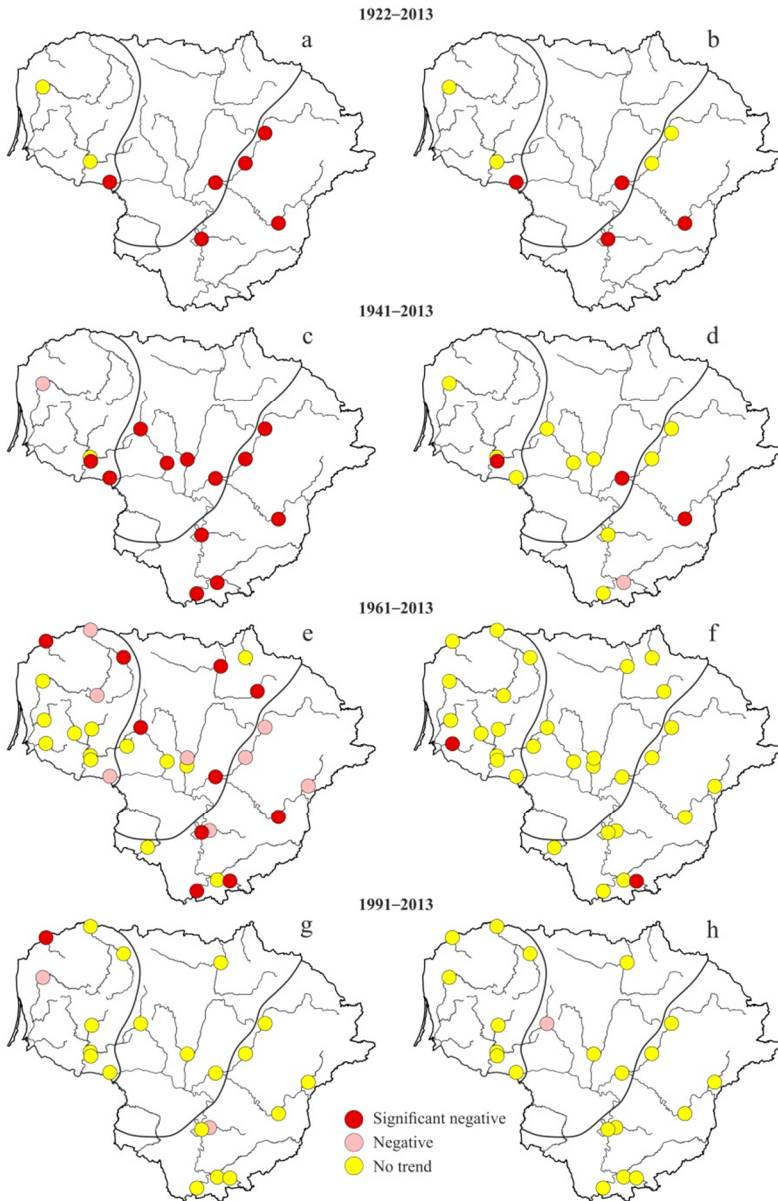 1922–2013
a
b
1941–2013
c
d
1961–2013
e
f
1991–2013
g
h
Significant negative
Negative
No trend